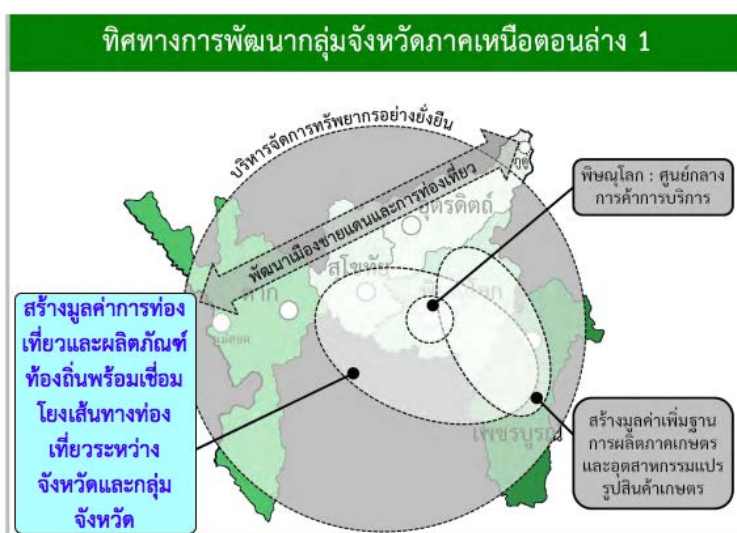 ทิศทางการพัฒนากลุ่มจังหวัดภาคเหนือตอนล่าง 1
บริหารจัดการทรัพยากรอย่างยั่งยืน
พัฒนาเมืองชายแดนและการท่องเที่ยว
พิษณุโลก : ศูนย์กลาง
การค้าการบริการ
อุตรดิตถ์
สุโขทัย
ตาก
แม่สอด
สร้างมูลค่าการท่อง
เที่ยวและผลิตภัณฑ์
ท้องถิ่นพร้อมเชื่อม
โยงเส้นทางท่อง
เที่ยวระหว่าง
จังหวัดและกลุ่ม
จังหวัด
เพชรบูรณ์
สร้างมูลค่าเพิ่มฐาน
การผลิตภาคเกษตร
และอุตสาหกรรมแปร
รูปสินค้าเกษตร